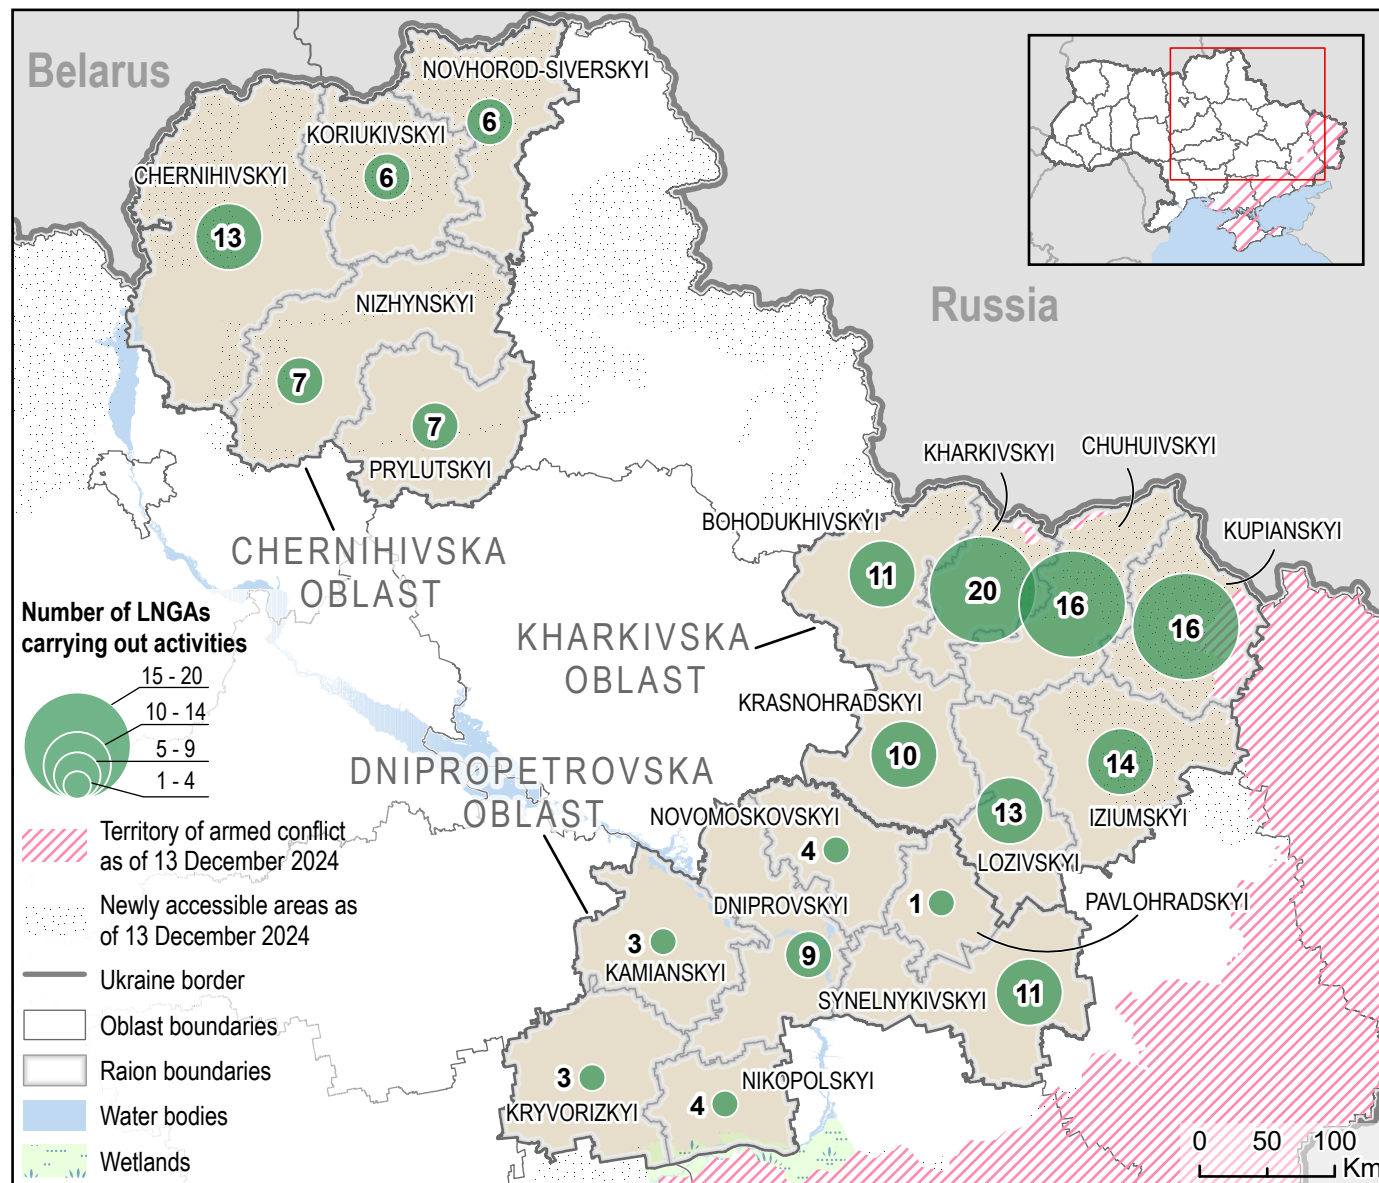 Belarus
NOVHOROD-SIVERSKYI
6
KORIUKIVSKYI
6
CHERNIHIVSKYI
13
NIZHYNSKYI
7
7
PRYLUTSKYI
CHERNIHIVSKA
OBLAST
Russia
KHARKIVSKYI
CHUHUIVSKYI
BOHODUKHIVSKYI
KUPIANSKYI
11
20
16
16
KHARKIVSKA
OBLAST
KRASNOHRADSKYI
10
14
IZIUMSKYI
13
LOZIVSKYI
DNIPROPETROVSKA
OBLAST
NOVOMOSKOVSKYI
4
PAVLOHRADSKYI
1
DNIPROVSKYI
9
3
KAMIANSKYI
SYNELNYKIVSKYI
11
3
KRYVORIZKYI
NIKOPOLSKYI
4
Number of LNGAs
carrying out activities
15 - 20
10 - 14
5 - 9
1 - 4
Territory of armed conflict
as of 13 December 2024
Newly accessible areas as
of 13 December 2024
Ukraine border
Oblast boundaries
Raion boundaries
Water bodies
Wetlands
0 50 100
Km